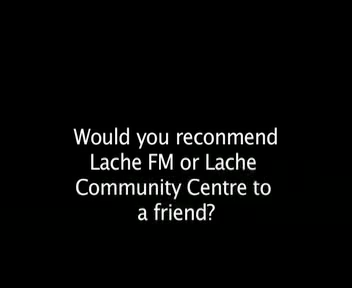 Would you reconmend
Lache FM or Lache
Community Centre to
a friend?